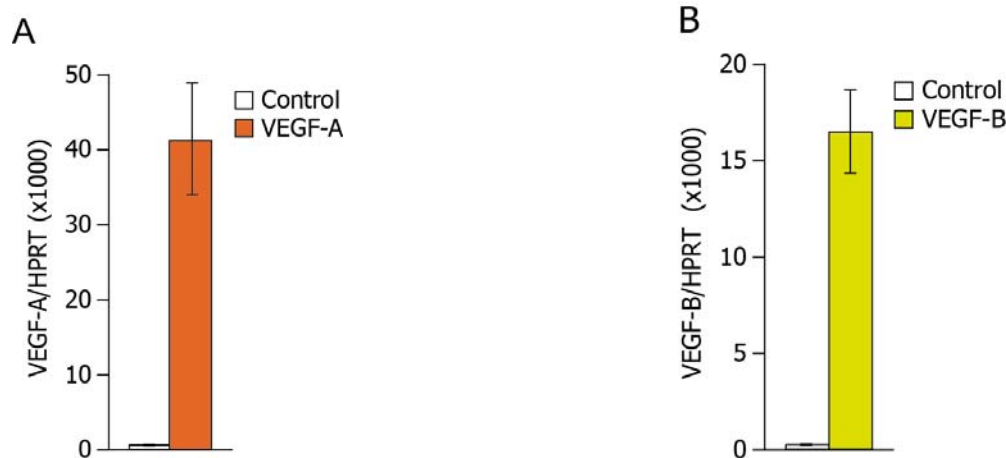 A
VEGF-A/HPRT (x1000)
50
40
30
20
10
0
Control
VEGF-A
B
VEGF-B/HPRT (x1000)
20
15
10
5
0
Control
VEGF-B